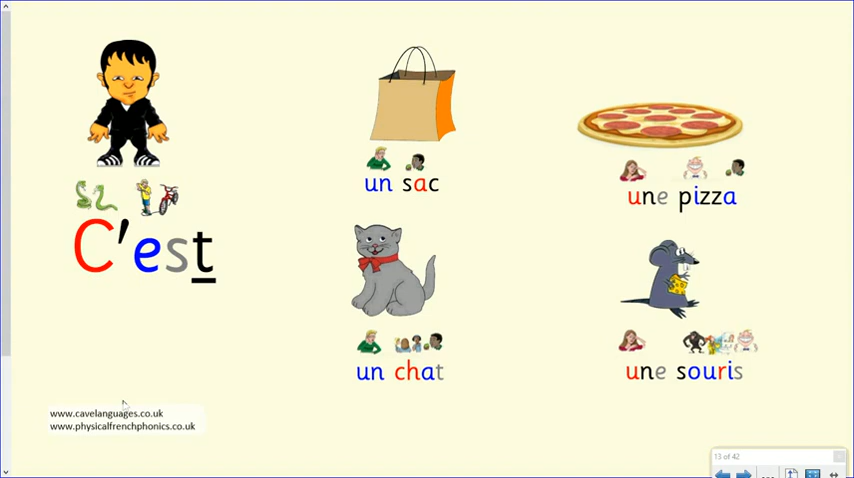 C'est
un sac
une pizza
un chat
une souris
www.cavelanguages.co.uk
www.physicalfrenchphonics.co.uk
13 of 42